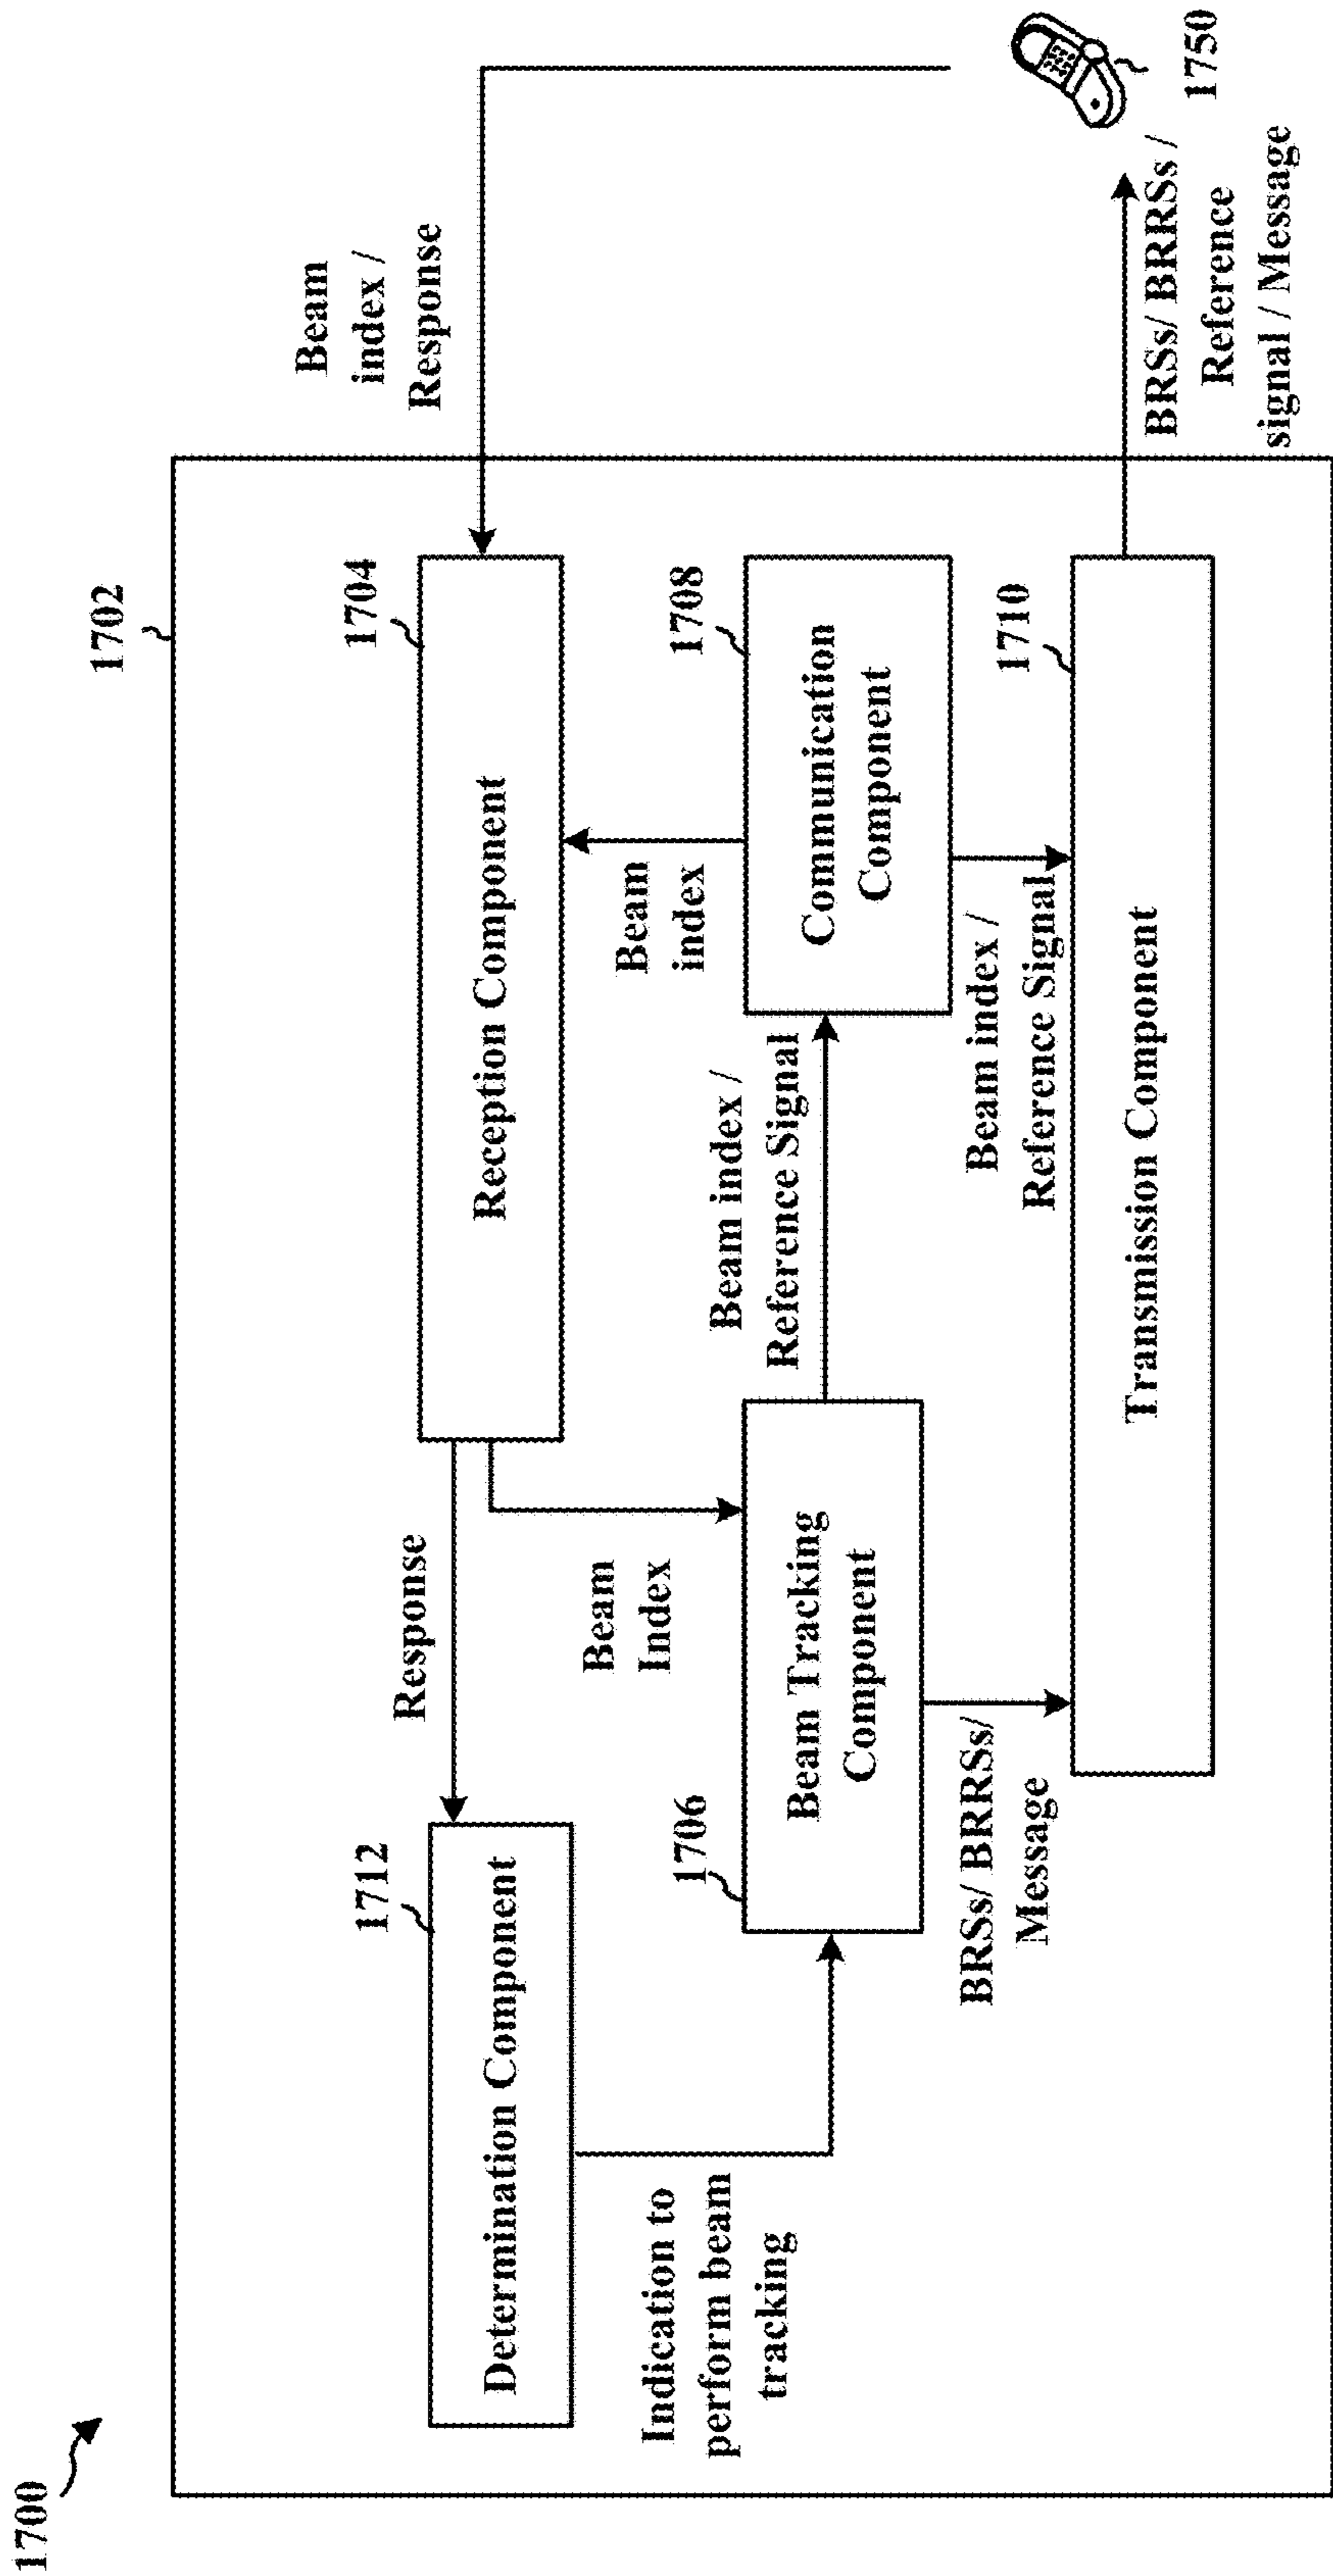 1700
1702
Determination Component
1712
Response
Reception Component
1704
Beam
index /
Response
Indication to
perform beam
tracking
Beam
Index
1706
Beam Tracking
Component
Beam index /
Reference Signal
Beam
index
1708
Communication
Component
BRSs/ BRRSs/
Message
Beam index /
Reference Signal
1710
Transmission Component
BRSs/ BRRSs /
Reference
signal / Message
1750